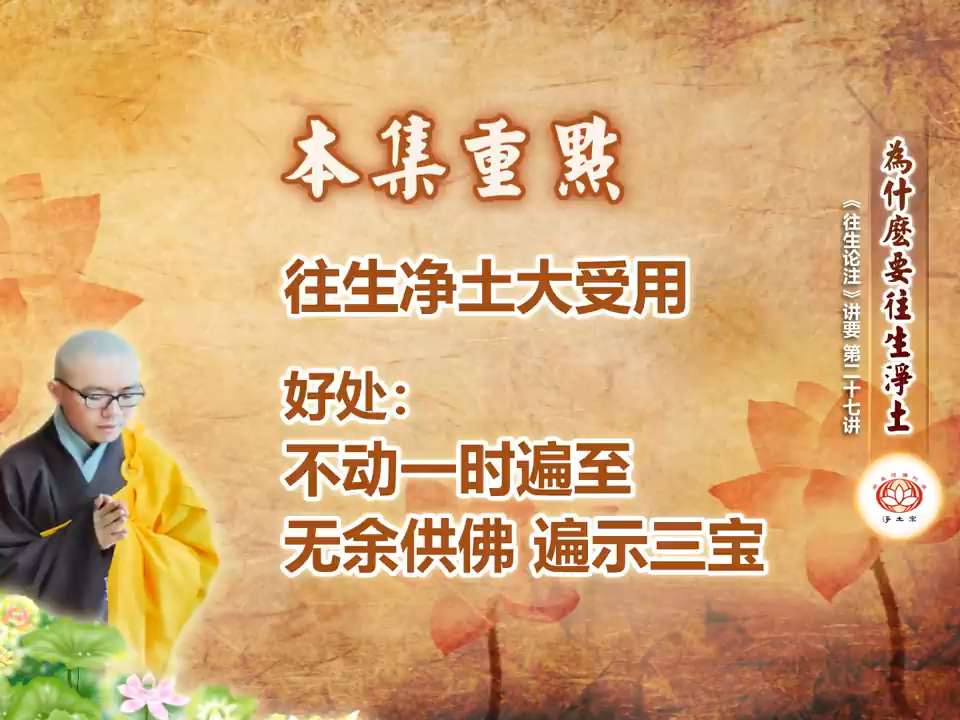 本集重點
往生净土大受用
好处：
不动一时遍至
无余供佛 遍示三宝
為什麼要往生淨土
《往生论注》讲要 第二十七讲
淨土宗